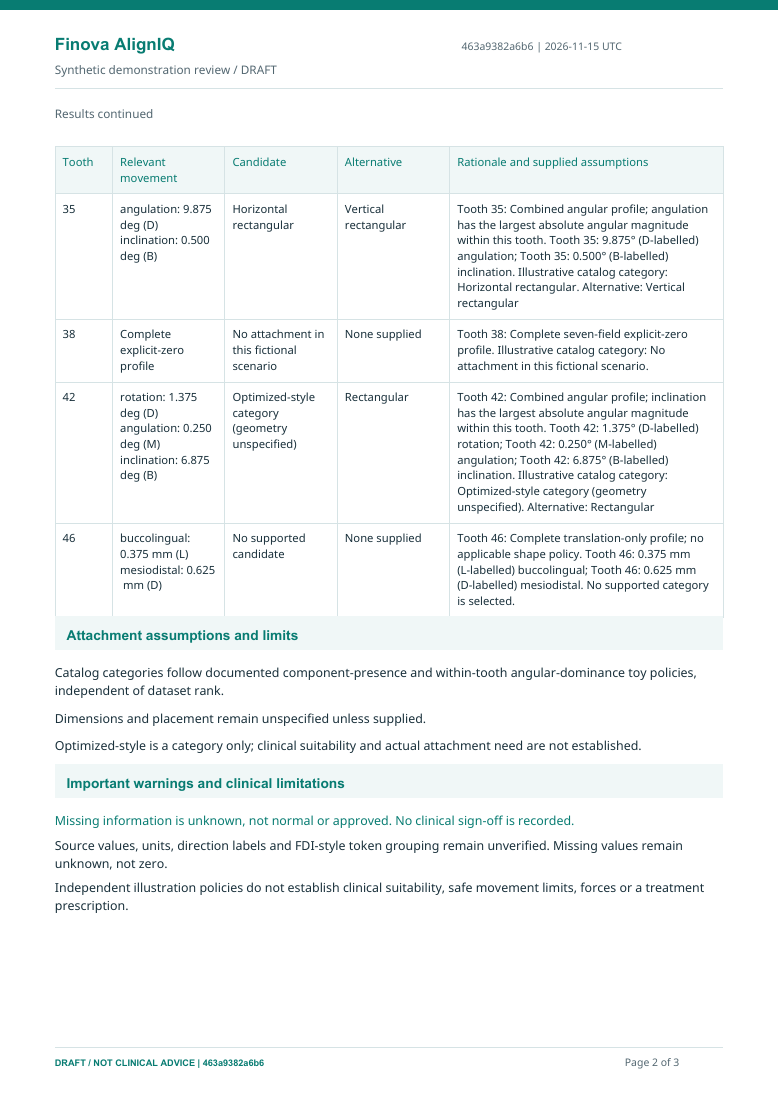 Finova AlignIQ
463a9382a6b6 | 2026-11-15 UTC
Synthetic demonstration review / DRAFT
Results continued
Tooth
Relevant
movement
Candidate
Alternative
Rationale and supplied assumptions
35
angulation: 9.875
deg (D)
inclination: 0.500
deg (B)
Horizontal
rectangular
Vertical
rectangular
Tooth 35: Combined angular profile; angulation
has the largest absolute angular magnitude
within this tooth. Tooth 35: 9.875° (D-labelled)
angulation; Tooth 35: 0.500° (B-labelled)
inclination. Illustrative catalog category:
Horizontal rectangular. Alternative: Vertical
rectangular
38
Complete
explicit-zero
profile
No attachment in
this fictional
scenario
None supplied
Tooth 38: Complete seven-field explicit-zero
profile. Illustrative catalog category: No
attachment in this fictional scenario.
42
rotation: 1.375
deg (D)
angulation: 0.250
deg (M)
inclination: 6.875
deg (B)
Optimized-style
category
(geometry
unspecified)
Rectangular
Tooth 42: Combined angular profile; inclination
has the largest absolute angular magnitude
within this tooth. Tooth 42: 1.375° (D-labelled)
rotation; Tooth 42: 0.250° (M-labelled)
angulation; Tooth 42: 6.875° (B-labelled)
inclination. Illustrative catalog category:
Optimized-style category (geometry
unspecified). Alternative: Rectangular
46
buccolingual:
0.375 mm (L)
mesiodistal: 0.625
mm (D)
No supported
candidate
None supplied
Tooth 46: Complete translation-only profile; no
applicable shape policy. Tooth 46: 0.375 mm
(L-labelled) buccolingual; Tooth 46: 0.625 mm
(D-labelled) mesiodistal. No supported category
is selected.
Attachment assumptions and limits
Catalog categories follow documented component-presence and within-tooth angular-dominance toy policies,
independent of dataset rank.
Dimensions and placement remain unspecified unless supplied.
Optimized-style is a category only; clinical suitability and actual attachment need are not established.
Important warnings and clinical limitations
Missing information is unknown, not normal or approved. No clinical sign-off is recorded.
Source values, units, direction labels and FDI-style token grouping remain unverified. Missing values remain
unknown, not zero.
Independent illustration policies do not establish clinical suitability, safe movement limits, forces or a treatment
prescription.
DRAFT / NOT CLINICAL ADVICE | 463a9382a6b6
Page 2 of 3